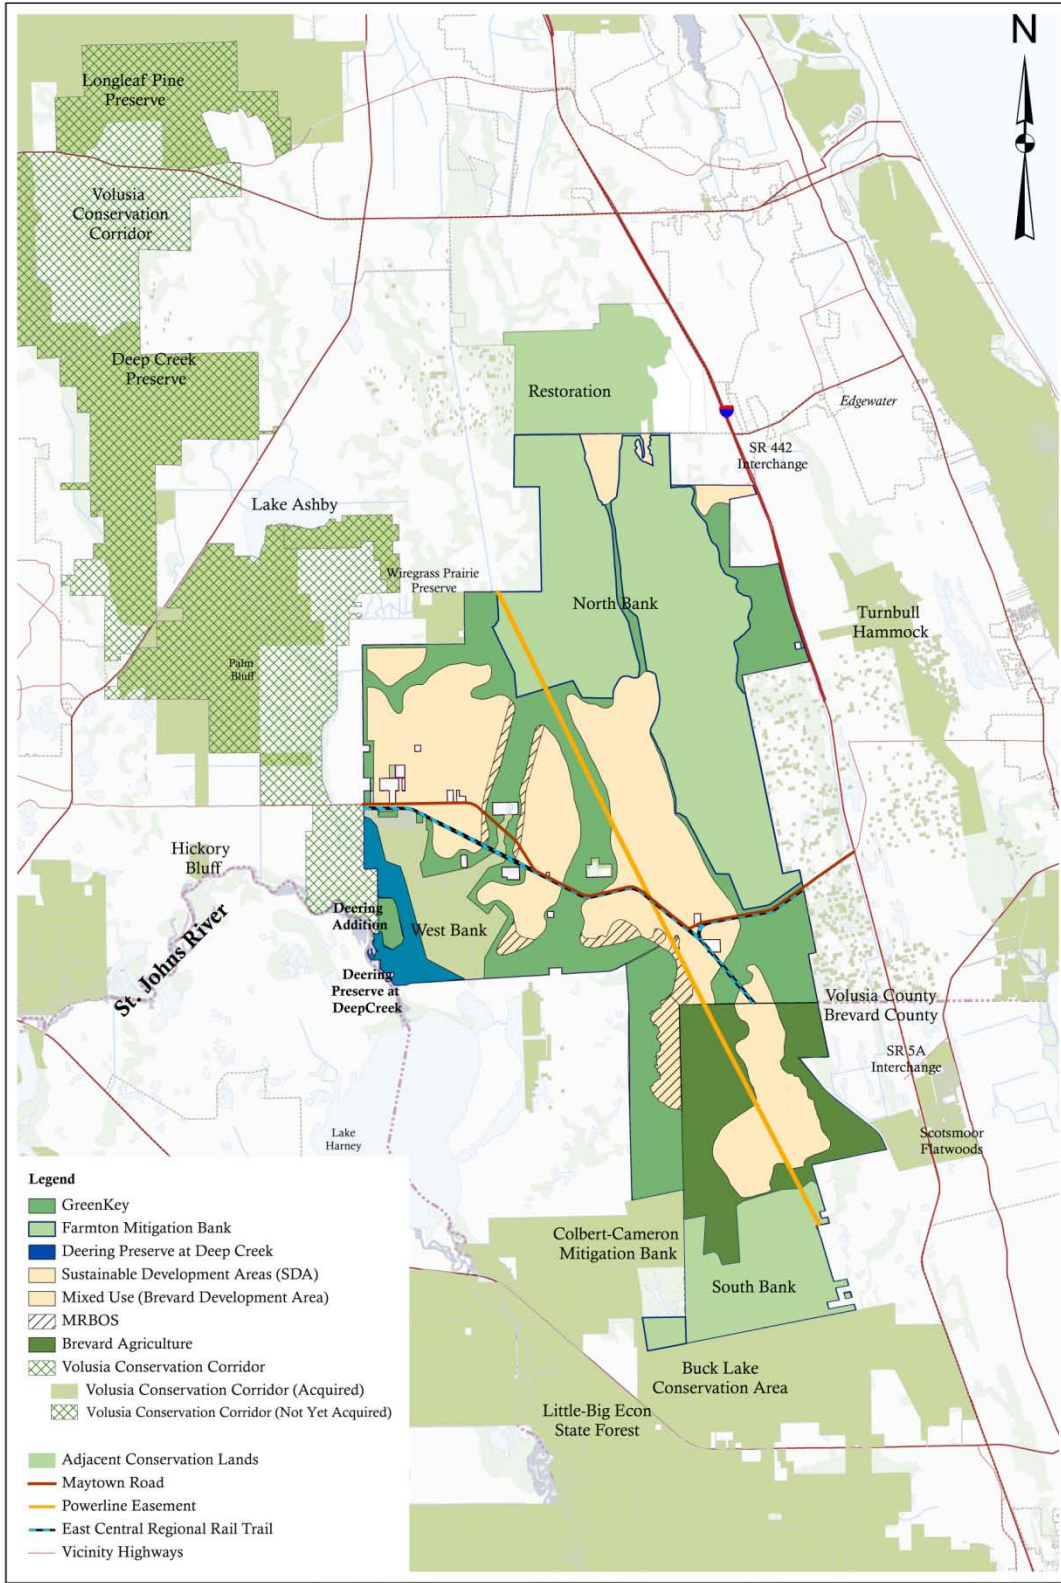 N
Longleaf Pine
Preserve
Volusia
Conservation
Corridor
Deep Creek
Preserve
Restoration
Edgewater
SR 442
Interchange
Lake Ashby
Wiregrass Prairie
Preserve
North Bank
Turnbull
Hammock
Palm
Bluff
Hickory
Bluff
St. Johns River
Deering
Addition
West Bank
Deering
Preserve at
DeepCreek
Volusia County
Brevard County
SR 5A
Interchange
Lake
Harney
Scotsmoor
Flatwoods
Colbert-Cameron
Mitigation Bank
South Bank
Buck Lake
Conservation Area
Little-Big Econ
State Forest
Legend
GreenKey
Farmton Mitigation Bank
Deering Preserve at Deep Creek
Sustainable Development Areas (SDA)
Mixed Use (Brevard Development Area)
MRBOS
Brevard Agriculture
Volusia Conservation Corridor
Volusia Conservation Corridor (Acquired)
Volusia Conservation Corridor (Not Yet Acquired)
Adjacent Conservation Lands
Maytown Road
Powerline Easement
East Central Regional Rail Trail
Vicinity Highways